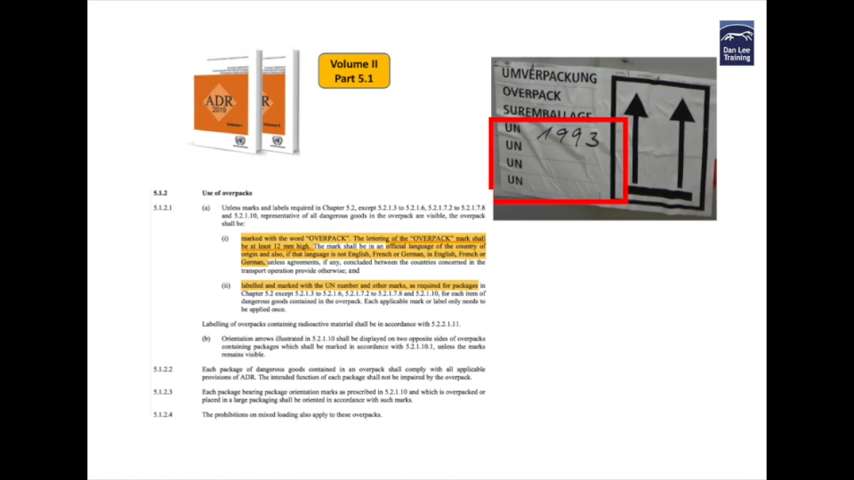 Dan Lee
Training
Volume II
Part 5.1
ADR
2019
UMVERPACKUNG
OVERPACK
SUREMBALLAGE
UN 1993
UN
UN
UN
5.1.2 Use of overpacks
5.1.2.1 (a) Unless marks and labels required in Chapter 5.2, except 5.2.1.3 to 5.2.1.6, 5.2.1.7.2 to 5.2.1.7.8
and 5.2.1.10, representative of all dangerous goods in the overpack are visible, the overpack
shall be:
(i) marked with the word "OVERPACK". The lettering of the "OVERPACK" mark shall
be at least 12 mm high. The mark shall be in an official language of the country of
origin and also, if that language is not English, French or German, in English, French or
German, unless agreements, if any, concluded between the countries concerned in the
transport operation provide otherwise; and
(ii) labelled and marked with the UN number and other marks, as required for packages in
Chapter 5.2 except 5.2.1.3 to 5.2.1.6, 5.2.1.7.2 to 5.2.1.7.8 and 5.2.1.10, for each item of
dangerous goods contained in the overpack. Each applicable mark or label only needs to
be applied once.
Labelling of overpacks containing radioactive material shall be in accordance with 5.2.2.1.11.
(b) Orientation arrows illustrated in 5.2.1.10 shall be displayed on two opposite sides of overpacks
containing packages which shall be marked in accordance with 5.2.1.10.1, unless the marks
remains visible.
5.1.2.2 Each package of dangerous goods contained in an overpack shall comply with all applicable
provisions of ADR. The intended function of each package shall not be impaired by the overpack.
5.1.2.3 Each package bearing package orientation marks as prescribed in 5.2.1.10 and which is overpacked or
placed in a large packaging shall be oriented in accordance with such marks.
5.1.2.4 The prohibitions on mixed loading also apply to these overpacks.